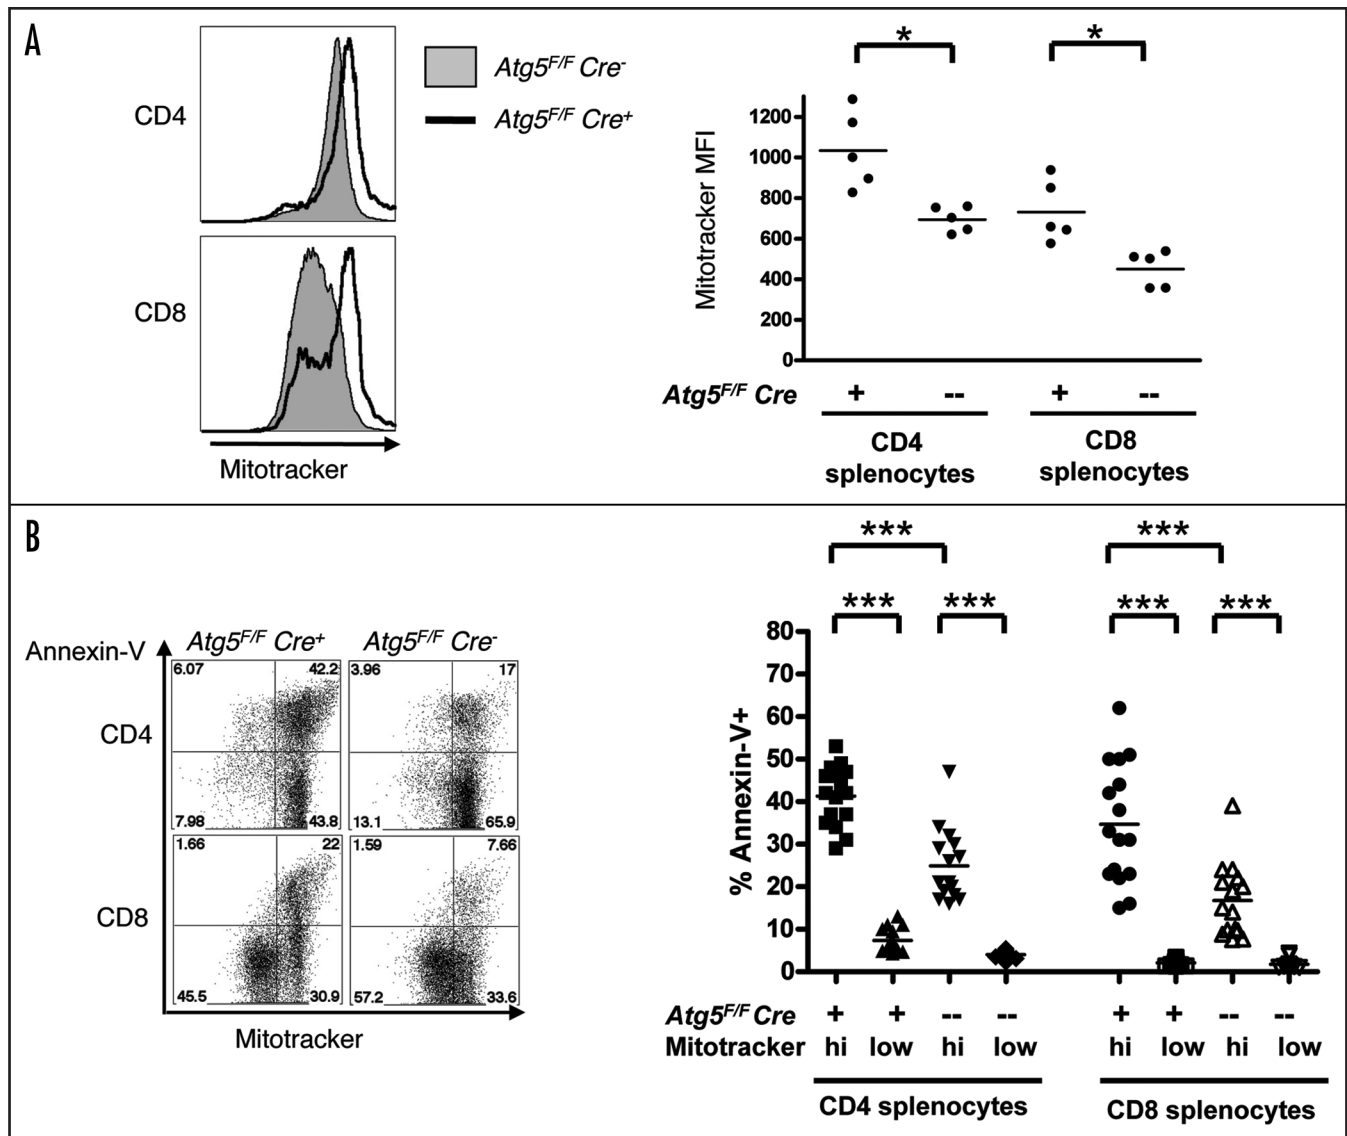 A
CD4
CD8
Mitotracker
Atg5F/F Cre-
Atg5F/F Cre+
* *
Mitotracker MFI
1200
1000
800
600
400
200
0
Atg5F/F Cre + -- + --
CD4 splenocytes
CD8 splenocytes
B
Annexin-V
Atg5F/F Cre+ Atg5F/F Cre-
CD4
6.07 42.2 3.96 17
7.98 43.8 13.1 65.9
CD8
1.66 22 1.59 7.66
45.5 30.9 57.2 33.6
Mitotracker
*** ***
*** *** *** ***
% Annexin-V+
80
70
60
50
40
30
20
10
0
Atg5F/F Cre + + -- -- + + -- --
Mitotracker hi low hi low hi low hi low
CD4 splenocytes CD8 splenocytes